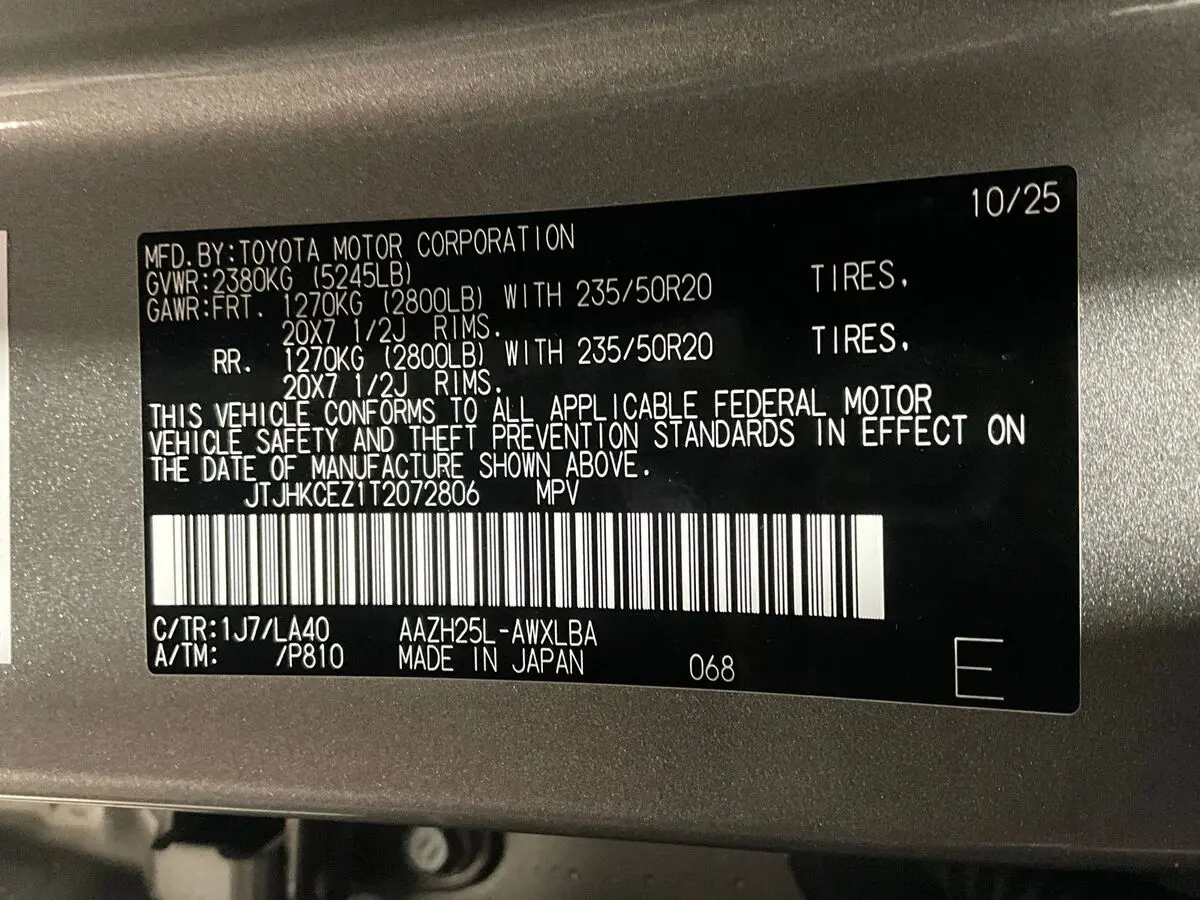 10/25
MFD.BY:TOYOTA MOTOR CORPORATION
GVWR:2380KG (5245LB)
GAWR:FRT. 1270KG (2800LB) WITH 235/50R20 TIRES.
20X7 1/2J RIMS.
RR. 1270KG (2800LB) WITH 235/50R20 TIRES.
20X7 1/2J RIMS.
THIS VEHICLE CONFORMS TO ALL APPLICABLE FEDERAL MOTOR
VEHICLE SAFETY AND THEFT PREVENTION STANDARDS IN EFFECT ON
THE DATE OF MANUFACTURE SHOWN ABOVE.
JTJHKCEZ1T2072806 MPV
C/TR:1J7/LA40 AAZH25L-AWXLBA
A/TM: /P810 MADE IN JAPAN 068 E